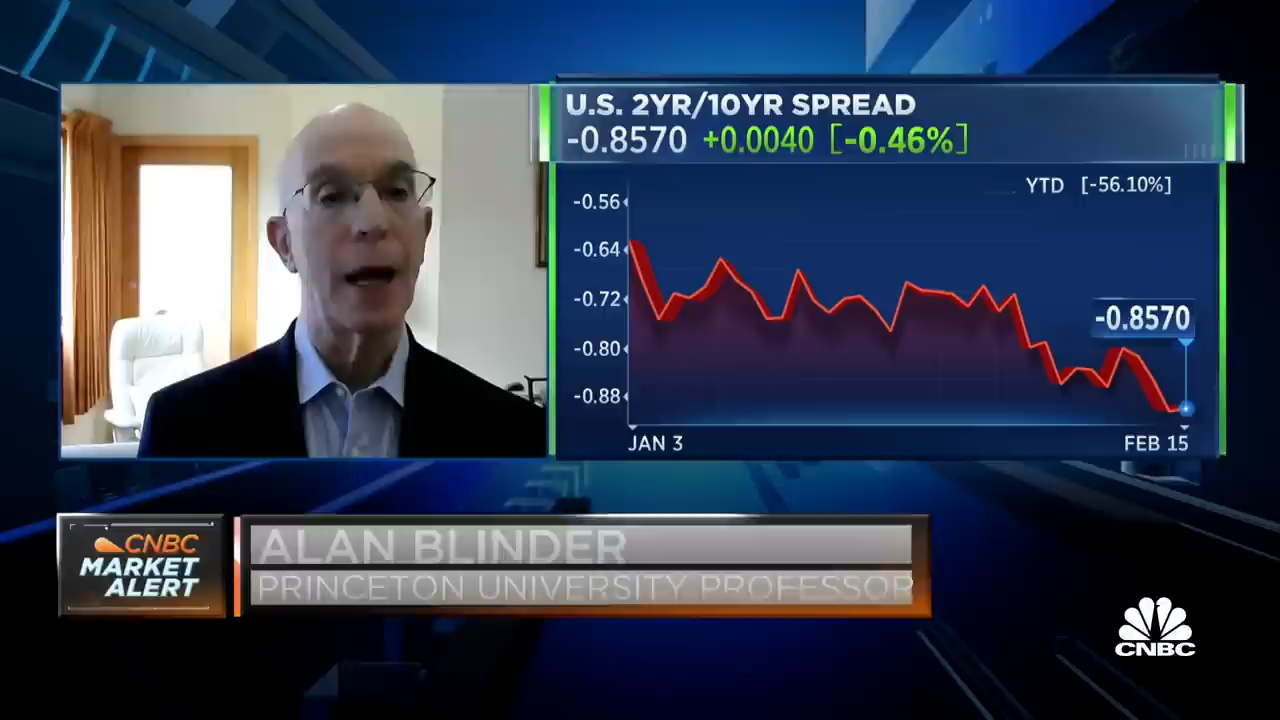 U.S. 2YR/10YR SPREAD
-0.8570 +0.0040 [-0.46%]
YTD [-56.10%]
-0.56
-0.64
-0.72
-0.80
-0.88
-0.8570
JAN 3 FEB 15
CNBC
MARKET
ALERT
ALAN BLINDER
PRINCETON UNIVERSITY PROFESSOR
CNBC